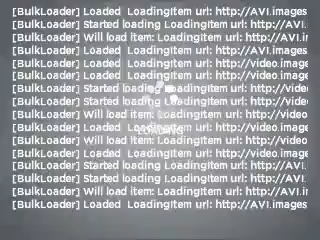 [BulkLoader] Loaded LoadingItem url: http://AVI.images
[BulkLoader] Started loading LoadingItem url: http://AVI.
[BulkLoader] Will load item: LoadingItem url: http://AVI.i
[BulkLoader] Loaded LoadingItem url: http://AVI.images
[BulkLoader] Loaded LoadingItem url: http://video.image
[BulkLoader] Loaded LoadingItem url: http://video.image
[BulkLoader] Started loading LoadingItem url: http://vide
[BulkLoader] Started loading LoadingItem url: http://vide
[BulkLoader] Will load item: LoadingItem url: http://video
[BulkLoader] Loaded LoadingItem url: http://video.image
[BulkLoader] Will load item: LoadingItem url: http://video
[BulkLoader] Loaded LoadingItem url: http://video.image
[BulkLoader] Started loading LoadingItem url: http://AVI.
[BulkLoader] Started loading LoadingItem url: http://AVI.
[BulkLoader] Will load item: LoadingItem url: http://AVI.i
[BulkLoader] Loaded LoadingItem url: http://AVI.images